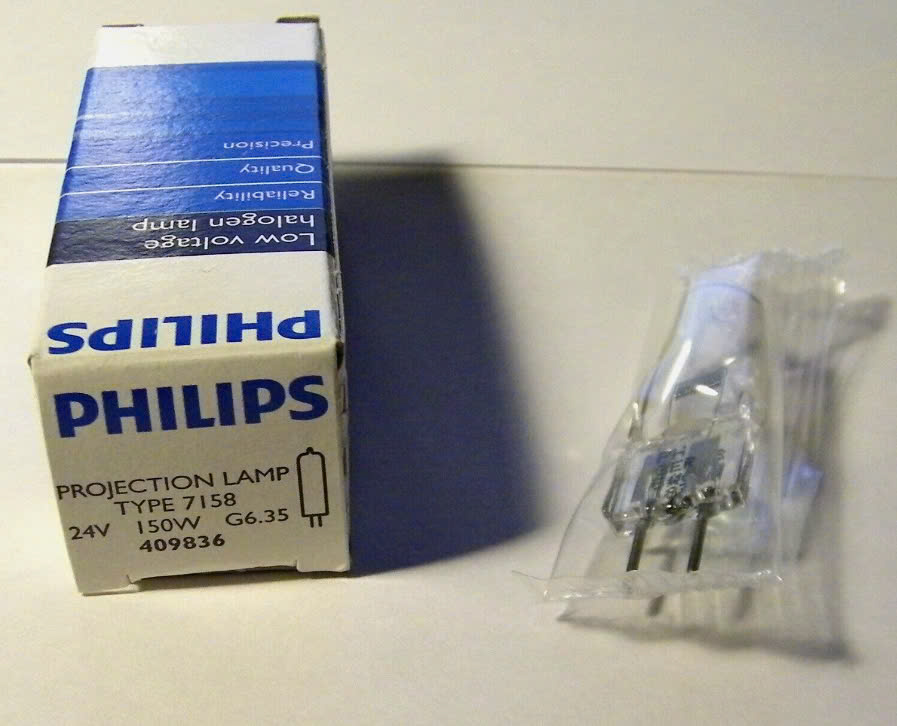 Precision
Quality
Reliability
Low voltage
halogen lamp
PHILIPS
PHILIPS
PROJECTION LAMP
TYPE 7158
24V 150W G6.35
409836